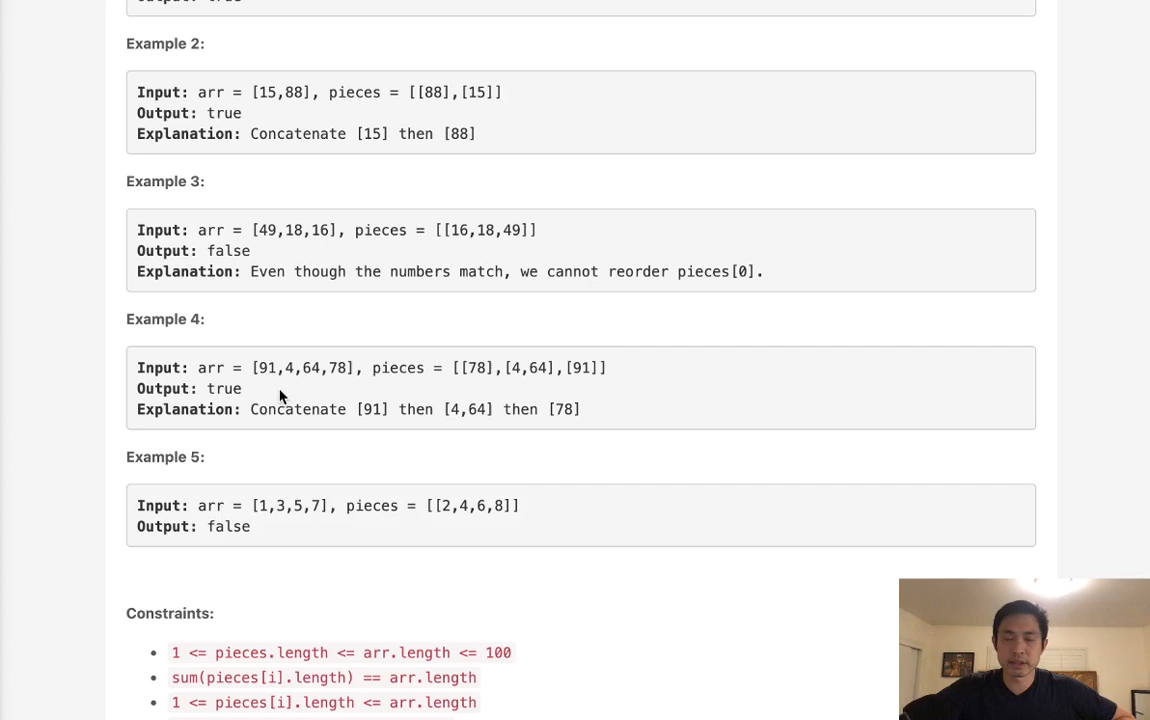 Example 2:
Input: arr = [15,88], pieces = [[88],[15]]
Output: true
Explanation: Concatenate [15] then [88]
Example 3:
Input: arr = [49,18,16], pieces = [[16,18,49]]
Output: false
Explanation: Even though the numbers match, we cannot reorder pieces[0].
Example 4:
Input: arr = [91,4,64,78], pieces = [[78],[4,64],[91]]
Output: true
Explanation: Concatenate [91] then [4,64] then [78]
Example 5:
Input: arr = [1,3,5,7], pieces = [[2,4,6,8]]
Output: false
Constraints:
1 <= pieces.length <= arr.length <= 100
sum(pieces[i].length) == arr.length
1 <= pieces[i].length <= arr.length